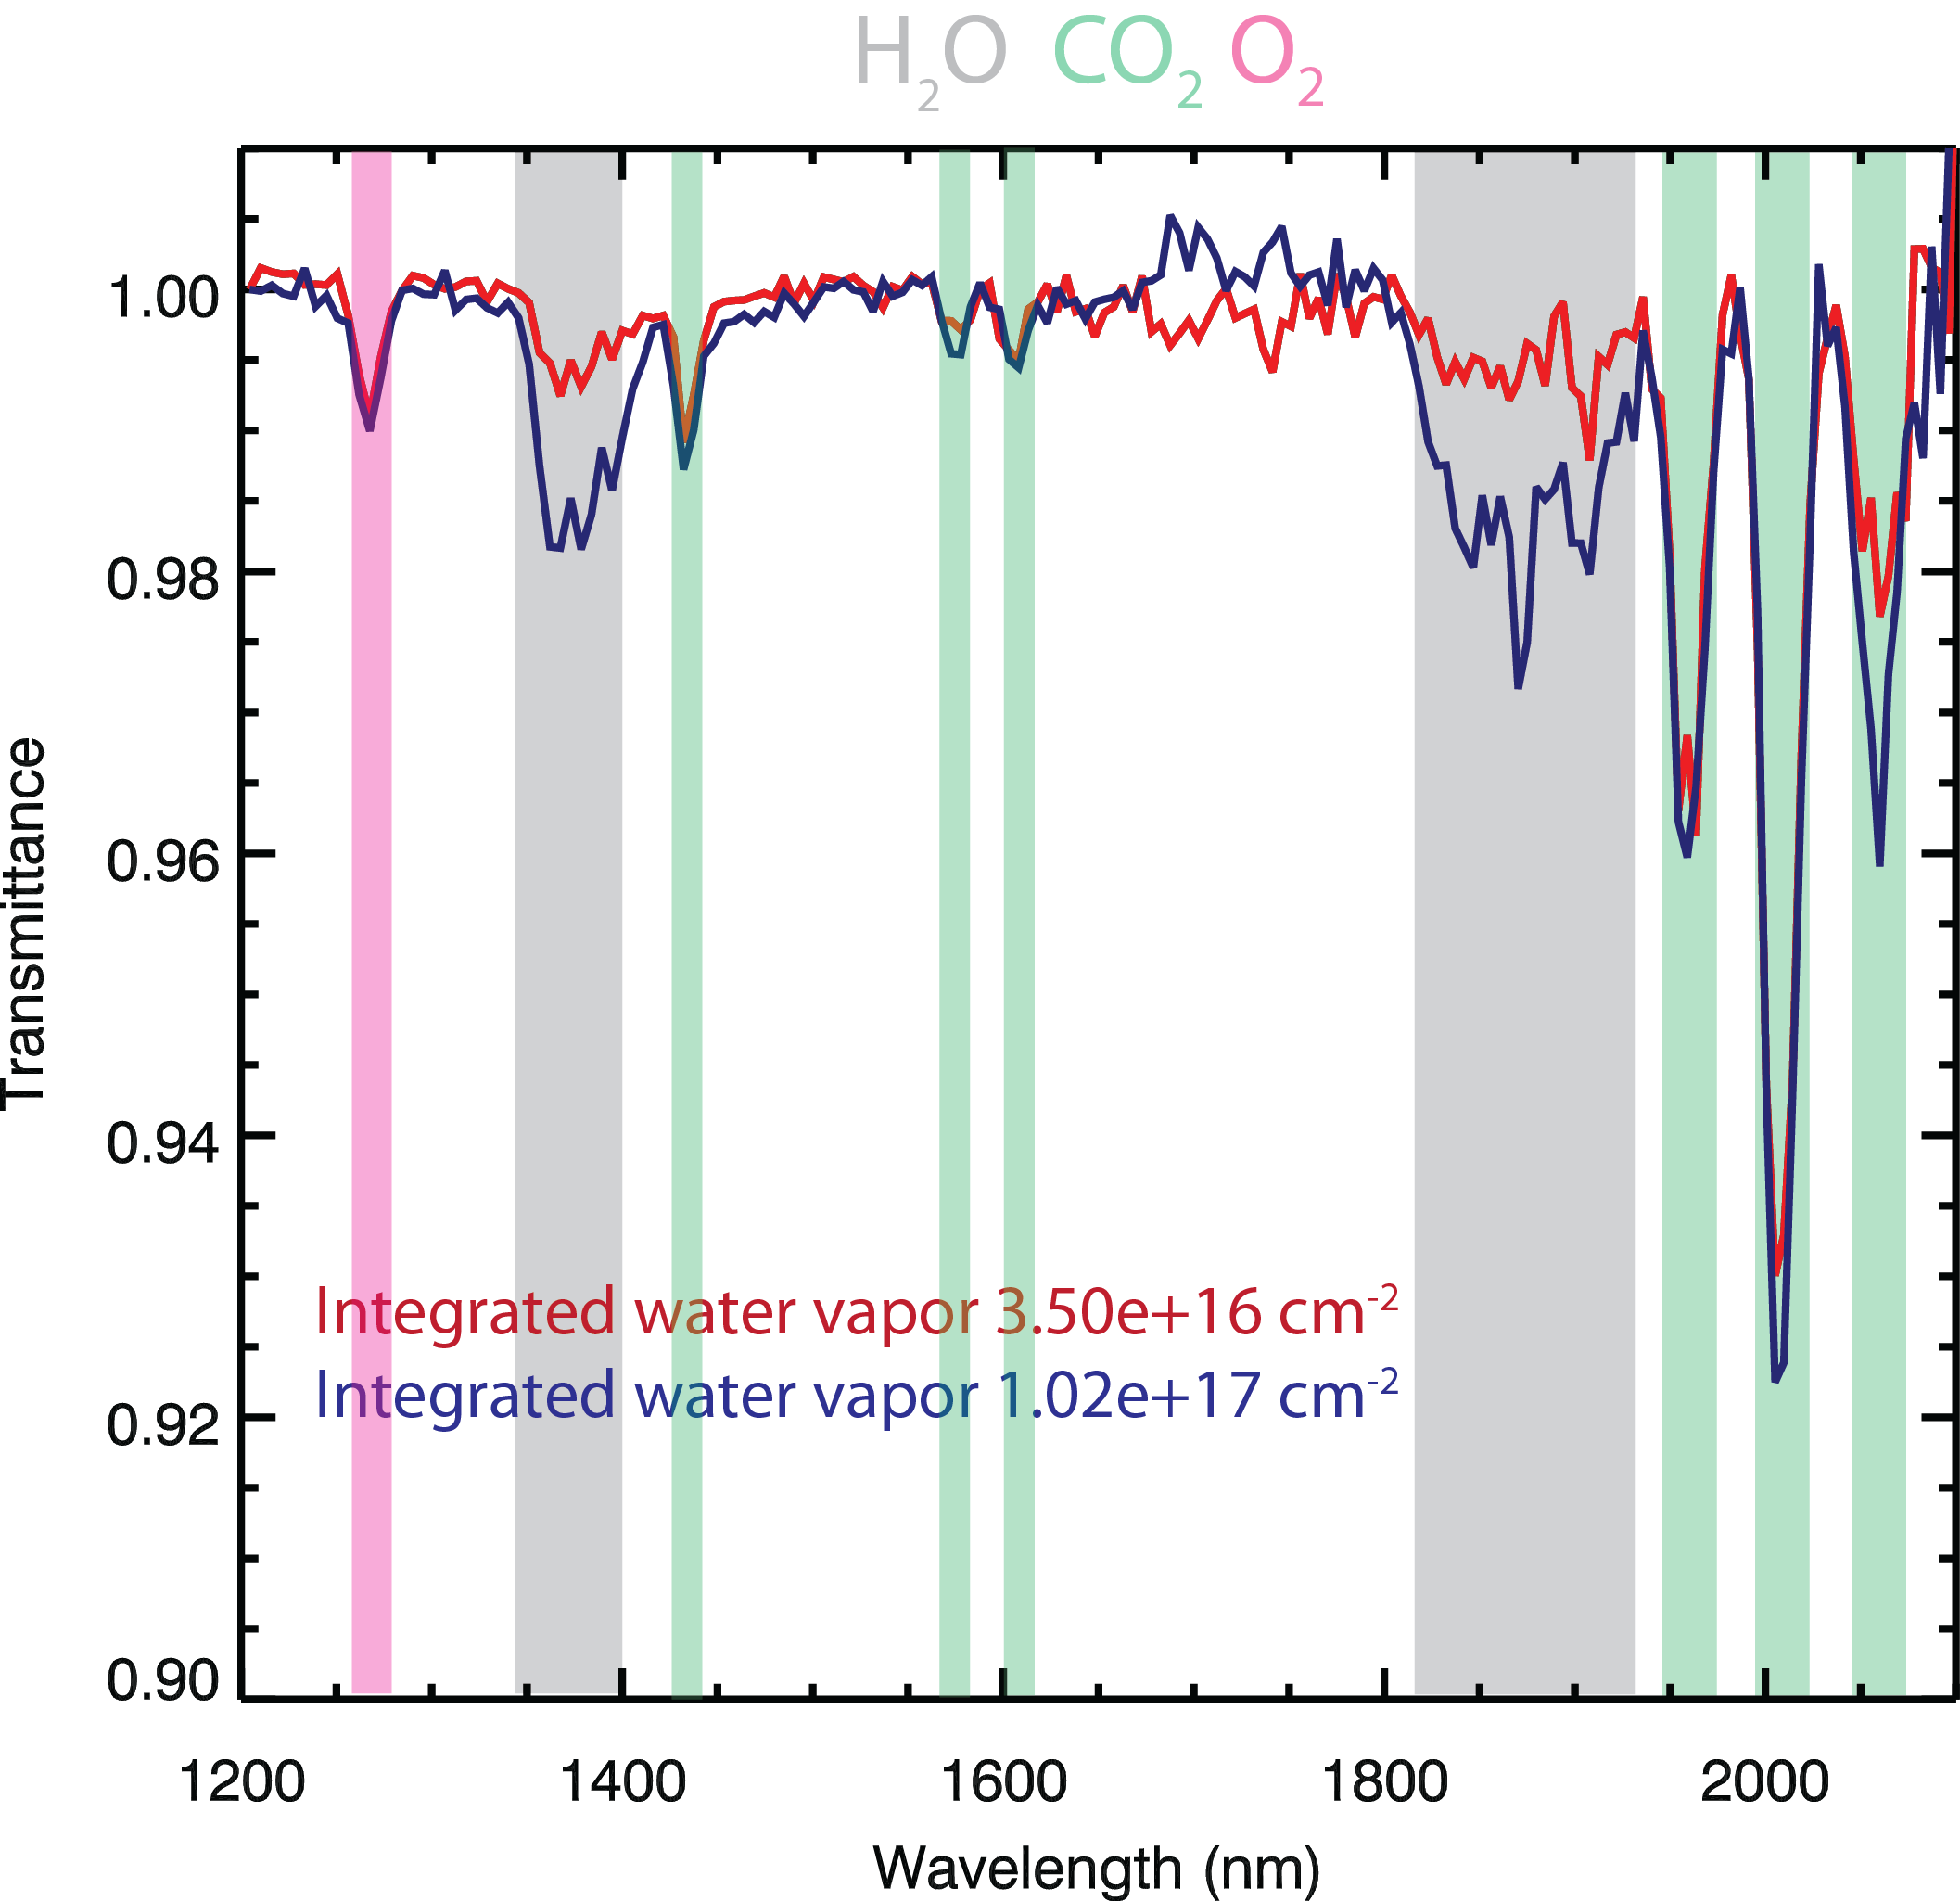 H₂O CO₂ O₂
1.00
0.98
0.96
0.94
0.92
0.90
Transmittance
Integrated water vapor 3.50e+16 cm⁻²
Integrated water vapor 1.02e+17 cm⁻²
1200 1400 1600 1800 2000
Wavelength (nm)